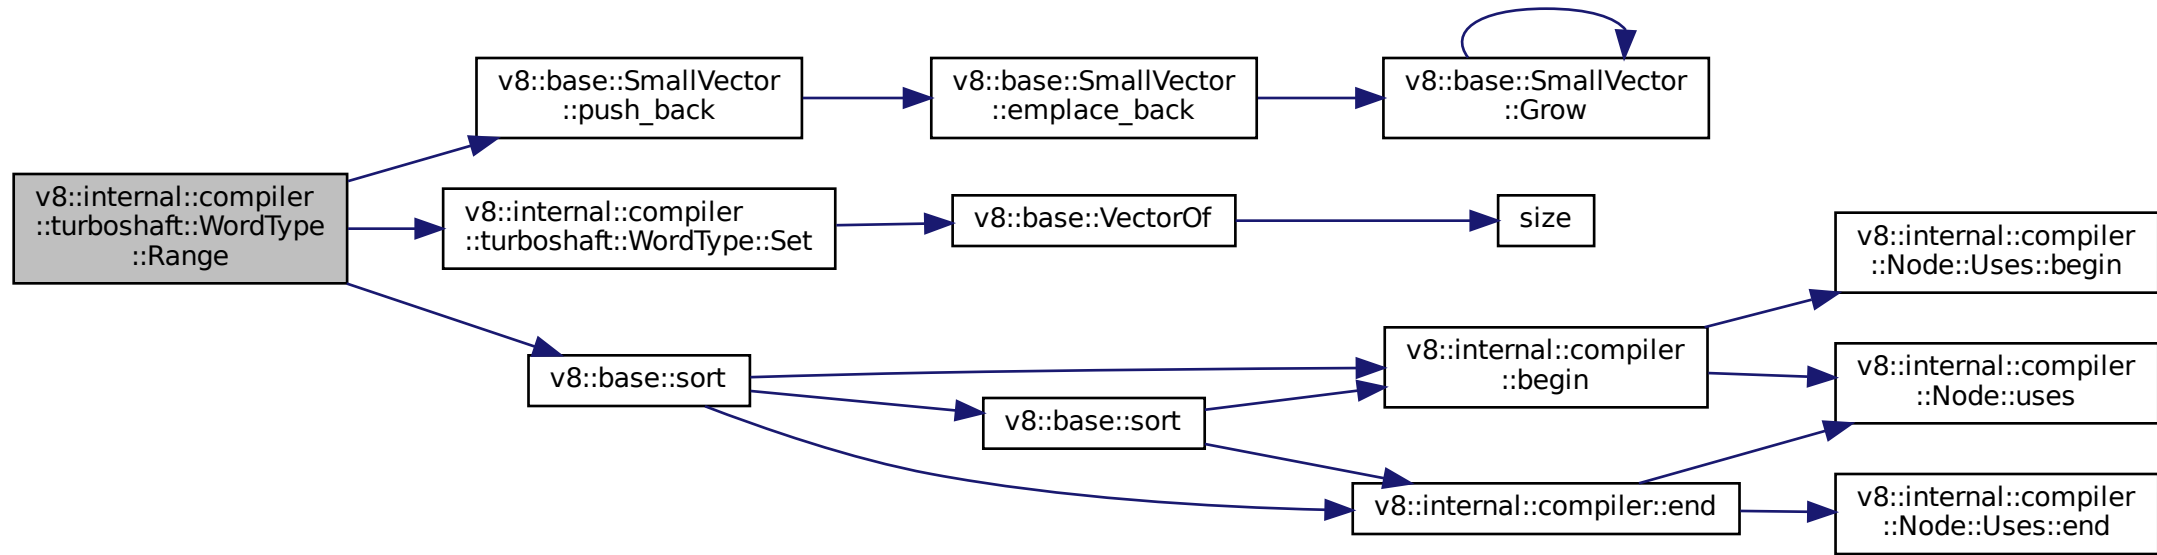 v8::internal::compiler
::turboshaft::WordType
::Range
v8::base::SmallVector
::push_back
v8::base::SmallVector
::emplace_back
v8::base::SmallVector
::Grow
v8::internal::compiler
::turboshaft::WordType::Set
v8::base::VectorOf
size
v8::base::sort
v8::base::sort
v8::internal::compiler
::begin
v8::internal::compiler::end
v8::internal::compiler
::Node::Uses::begin
v8::internal::compiler
::Node::uses
v8::internal::compiler
::Node::Uses::end